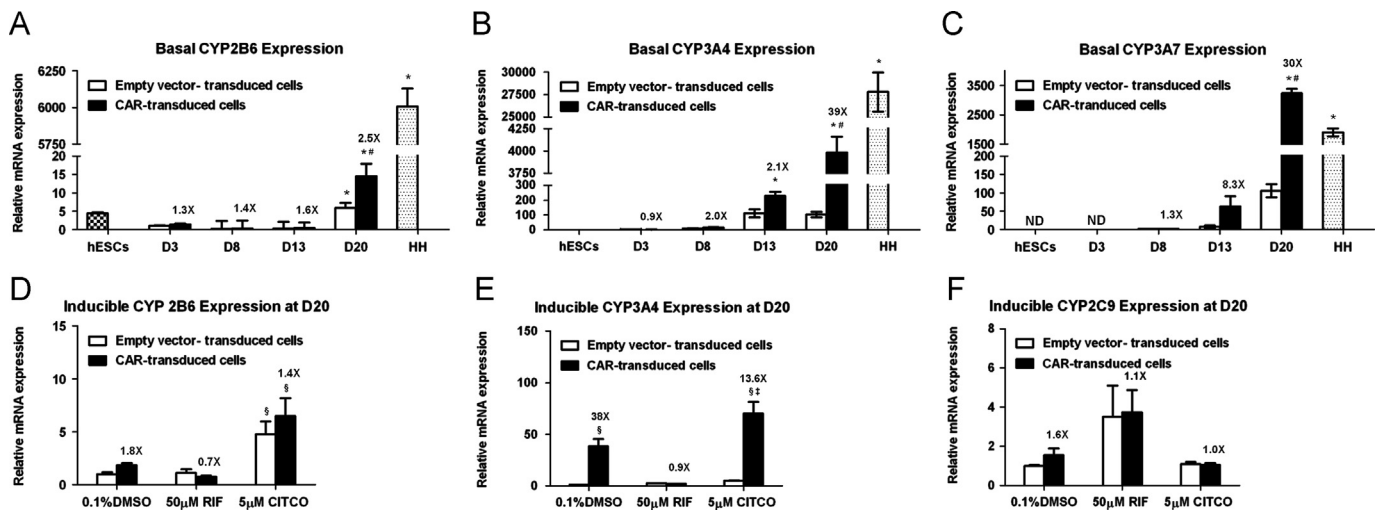 A
Basal CYP2B6 Expression
Relative mRNA expression
6250
6000
5750
20
15
10
5
0
Empty vector- transduced cells
CAR-transduced cells
1.3X
1.4X
1.6X
*
2.5X
*#
*
hESCs D3 D8 D13 D20 HH
B
Basal CYP3A4 Expression
Relative mRNA expression
30000
27500
25000
4250
4000
3750
300
200
100
0
Empty vector- transduced cells
CAR-transduced cells
0.9X
2.0X
2.1X
*
39X
*#
*
hESCs D3 D8 D13 D20 HH
C
Basal CYP3A7 Expression
Relative mRNA expression
3500
2500
1500
200
150
100
50
0
Empty vector- transduced cells
CAR-tranduced cells
ND
ND
1.3X
8.3X
30X
*#
*
hESCs D3 D8 D13 D20 HH
D
Inducible CYP 2B6 Expression at D20
Relative mRNA expression
15
10
5
0
Empty vector- transduced cells
CAR-transduced cells
1.8X
0.7X
§
1.4X
§
0.1%DMSO 50µM RIF 5µM CITCO
E
Inducible CYP3A4 Expression at D20
Relative mRNA expression
150
100
50
0
Empty vector- transduced cells
CAR-transduced cells
38X
§
0.9X
13.6X
§‡
0.1%DMSO 50µM RIF 5µM CITCO
F
Inducible CYP2C9 Expression at D20
Relative mRNA expression
8
6
4
2
0
Empty vector- transduced cells
CAR-transduced cells
1.6X
1.1X
1.0X
0.1%DMSO 50µM RIF 5µM CITCO